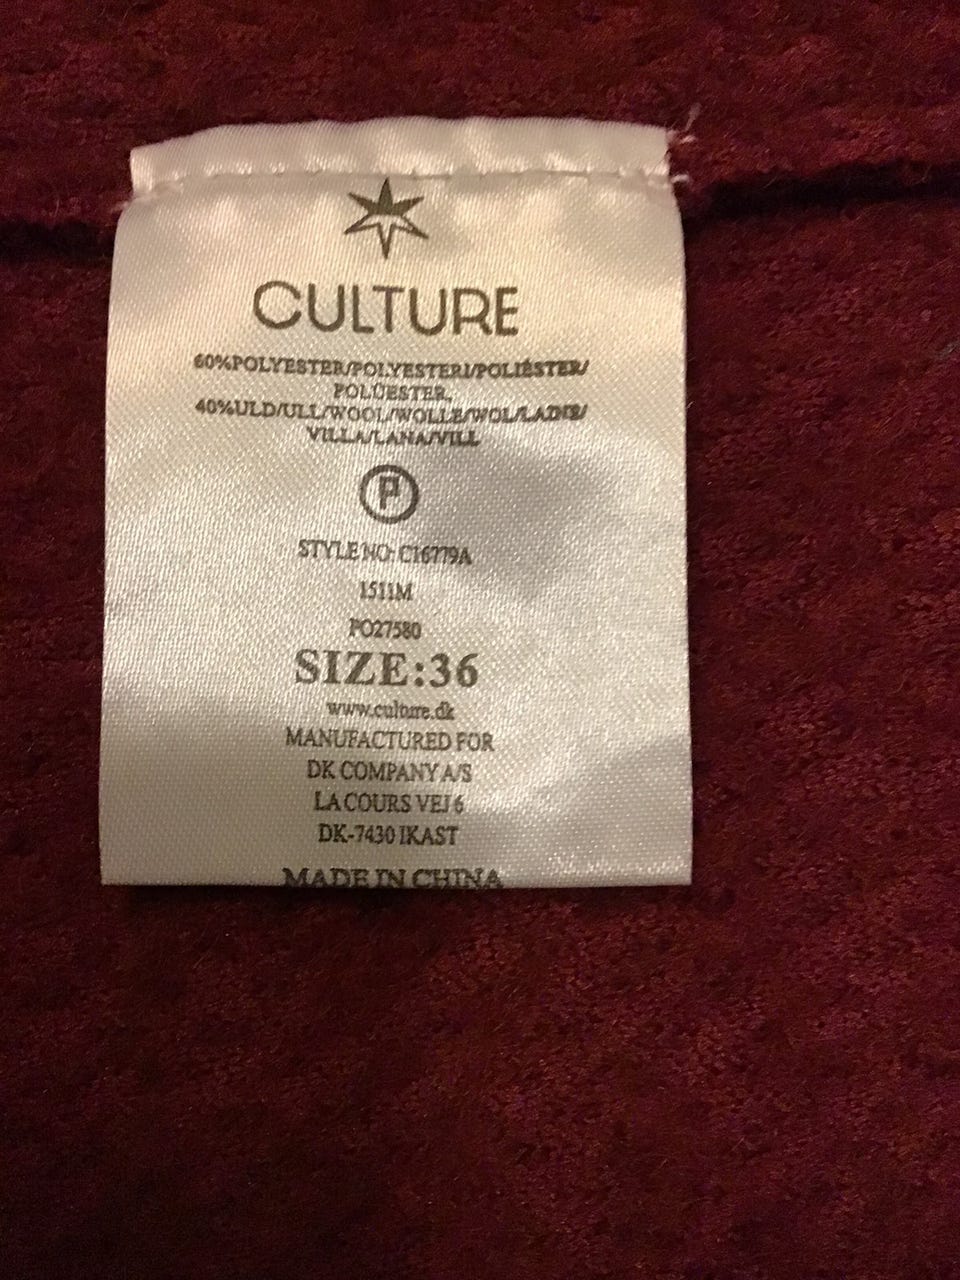 CULTURE
60%POLYESTER/POLYESTERI/POLIÉSTER/
POLÜESTER,
40%ULD/ULL/WOOL/WOLLE/WOL/LAINE/
VILLA/LANA/VILL
P
STYLE NO: C16779A
1511M
PO27580
SIZE:36
www.culture.dk
MANUFACTURED FOR
DK COMPANY A/S
LA COURS VEJ 6
DK-7430 IKAST
MADE IN CHINA